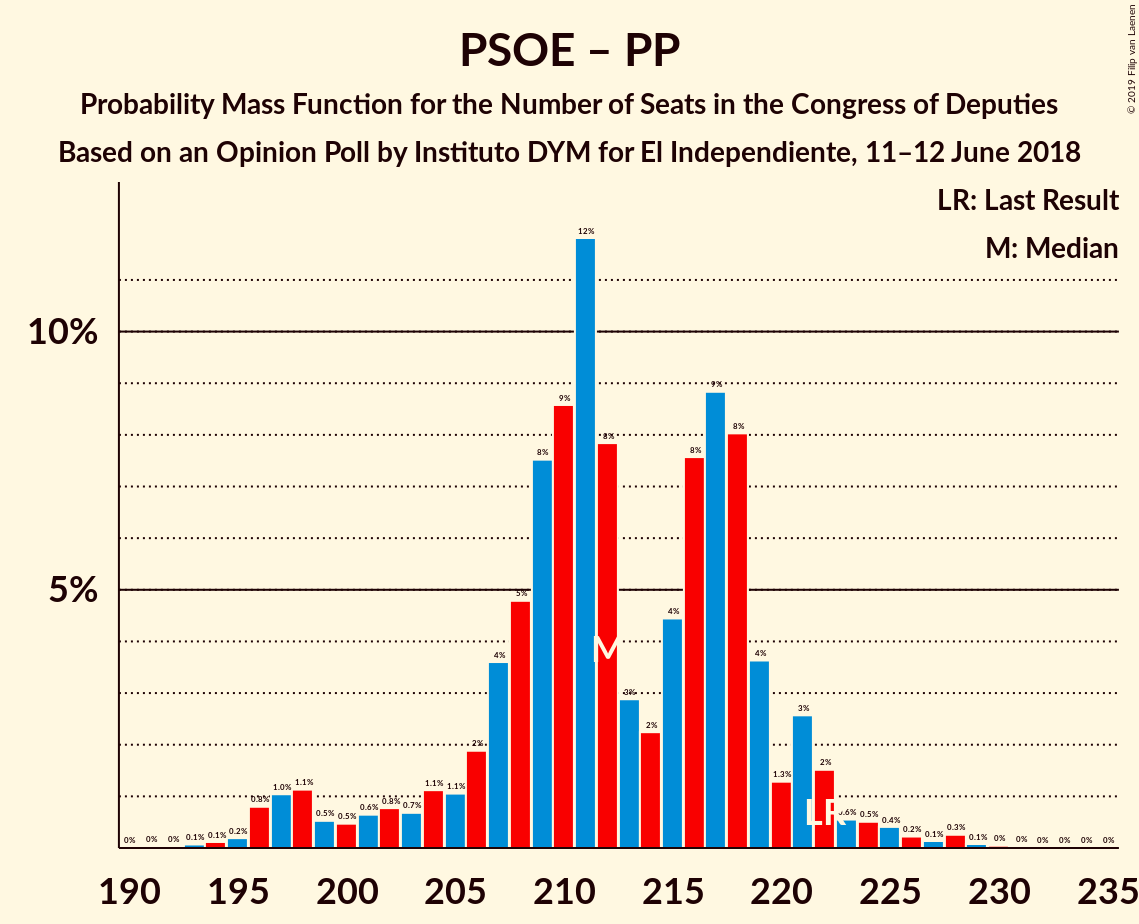 © 2019 Filip van Laenen
PSOE – PP
Probability Mass Function for the Number of Seats in the Congress of Deputies
Based on an Opinion Poll by Instituto DYM for El Independiente, 11–12 June 2018
LR: Last Result
M: Median
10%
5%
0% 0% 0% 0.1% 0.1% 0.2% 0.8% 1.0% 1.1% 0.5% 0.5% 0.6% 0.8% 0.7% 1.1% 1.1% 2% 4% 5% 8% 9% 12% 8% 3% 2% 4% 8% 9% 8% 4% 1.3% 3% 2% 0.6% 0.5% 0.4% 0.2% 0.1% 0.3% 0.1% 0% 0% 0% 0% 0% 0%
M
LR
190 195 200 205 210 215 220 225 230 235